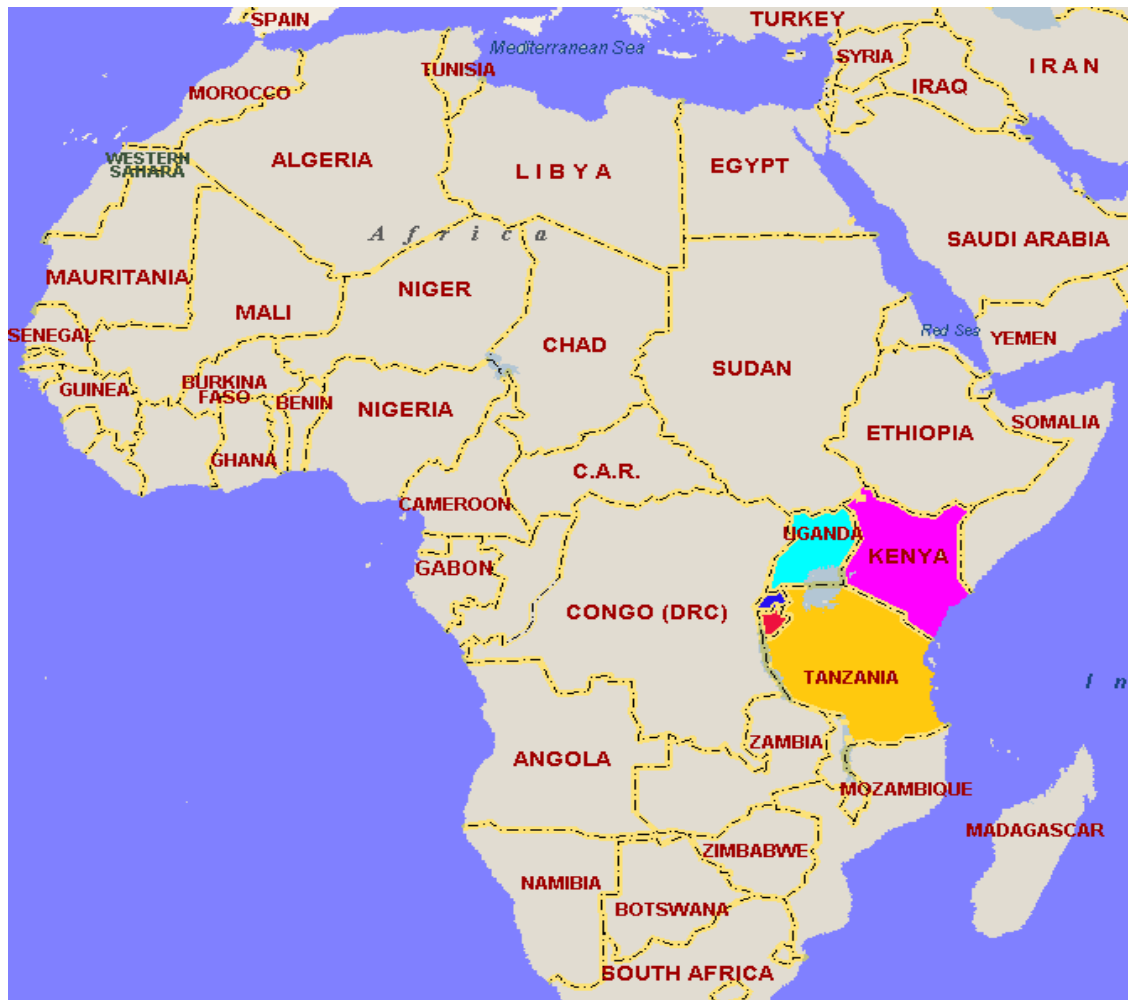 SPAIN
TURKEY
Mediterranean Sea
SYRIA
TUNISIA
IRAN
IRAQ
MOROCCO
WESTERN
SAHARA
ALGERIA
LIBYA
EGYPT
Africa
SAUDI ARABIA
MAURITANIA
NIGER
MALI
SENEGAL
CHAD
Red Sea
YEMEN
SUDAN
GUINEA
BURKINA
FASO
BENIN
NIGERIA
SOMALIA
ETHIOPIA
GHANA
C.A.R.
CAMEROON
UGANDA
KENYA
GABON
CONGO (DRC)
TANZANIA
I n
ZAMBIA
ANGOLA
MOZAMBIQUE
MADAGASCAR
ZIMBABWE
NAMIBIA
BOTSWANA
SOUTH AFRICA